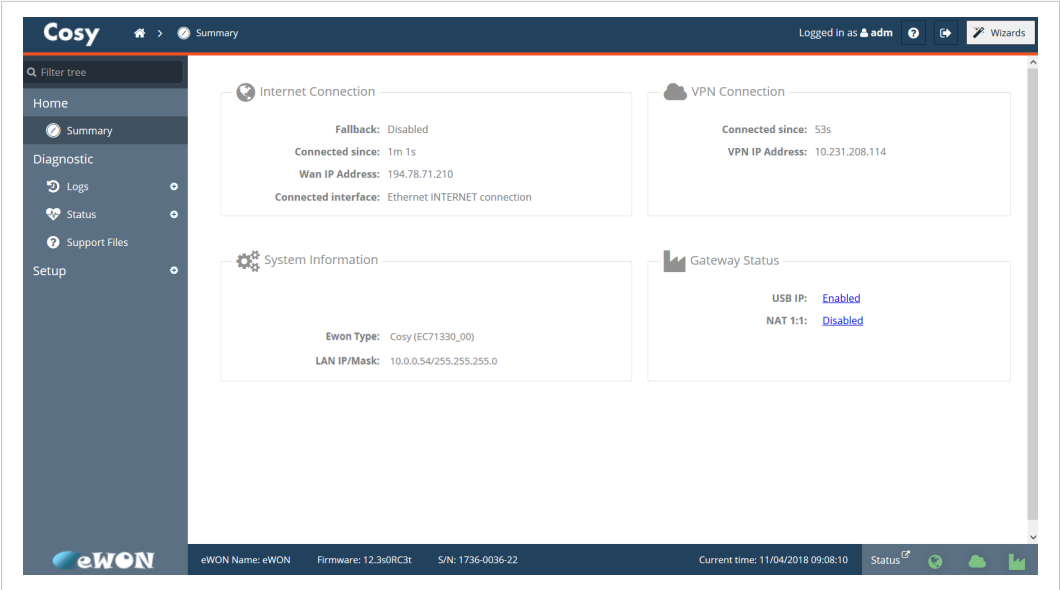 Cosy > Summary Logged in as adm Wizards
Filter tree
Home
Summary
Diagnostic
Logs
Status
Support Files
Setup
Internet Connection
Fallback: Disabled
Connected since: 1m 1s
Wan IP Address: 194.78.71.210
Connected interface: Ethernet INTERNET connection
VPN Connection
Connected since: 53s
VPN IP Address: 10.231.208.114
System Information
Ewon Type: Cosy (EC71330_00)
LAN IP/Mask: 10.0.0.54/255.255.255.0
Gateway Status
USB IP: Enabled
NAT 1:1: Disabled
eWON eWON Name: eWON Firmware: 12.3s0RC3t S/N: 1736-0036-22 Current time: 11/04/2018 09:08:10 Status